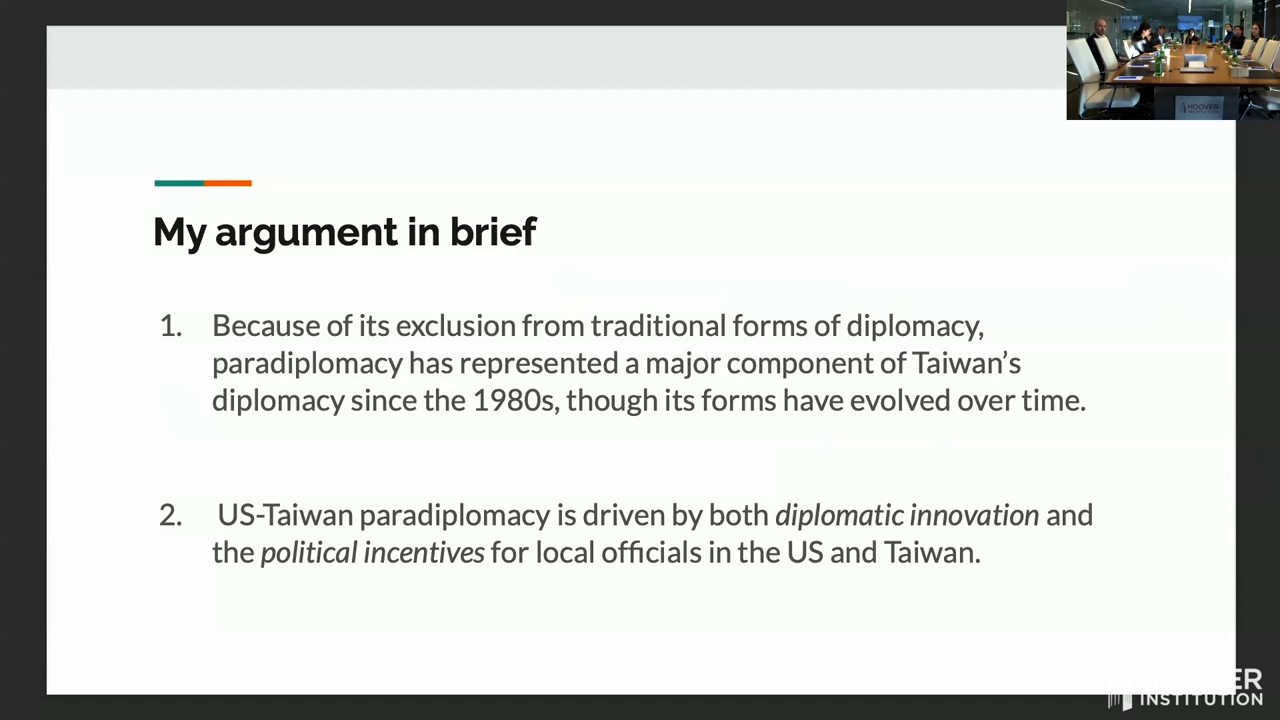 HOOVER
INSTITUTION
My argument in brief
1. Because of its exclusion from traditional forms of diplomacy,
paradiplomacy has represented a major component of Taiwan's
diplomacy since the 1980s, though its forms have evolved over time.
2. US-Taiwan paradiplomacy is driven by both diplomatic innovation and
the political incentives for local officials in the US and Taiwan.
HOOVER
INSTITUTION